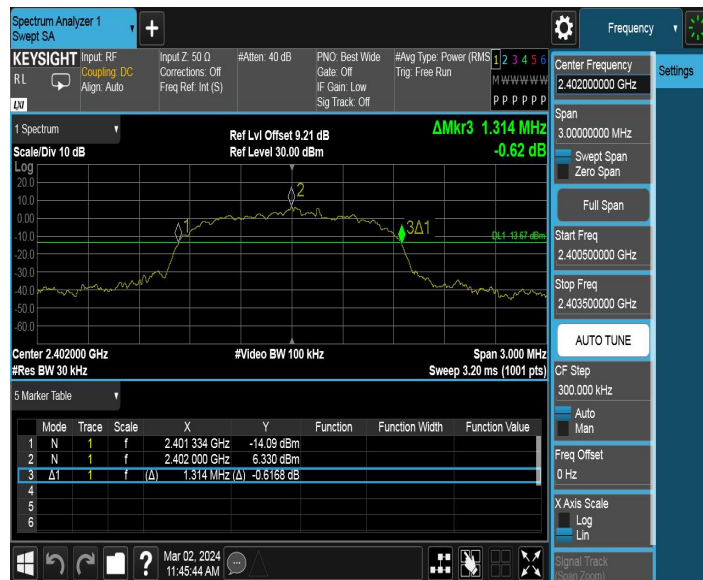 Spectrum Analyzer 1
Swept SA
+
Frequency
KEYSIGHT
RL
LXI
Input: RF
Coupling: DC
Align: Auto
Input Z: 50 Ω
Corrections: Off
Freq Ref: Int (S)
#Atten: 40 dB
PNO: Best Wide
Gate: Off
IF Gain: Low
Sig Track: Off
#Avg Type: Power (RMS
Trig: Free Run
1 2 3 4 5 6
M W W W W W
P P P P P P
1 Spectrum
Scale/Div 10 dB
Ref Lvl Offset 9.21 dB
Ref Level 30.00 dBm
ΔMkr3 1.314 MHz
-0.62 dB
Log
20.0
10.0
0.00
-10.0
-20.0
-30.0
-40.0
-50.0
-60.0
1
2
3Δ1
DL1 -13.67 dBm
Center 2.402000 GHz
#Video BW 100 kHz
Span 3.000 MHz
#Res BW 30 kHz
Sweep 3.20 ms (1001 pts)
5 Marker Table
Mode Trace Scale X Y Function Function Width Function Value
1 N 1 f 2.401 334 GHz -14.09 dBm
2 N 1 f 2.402 000 GHz 6.330 dBm
3 Δ1 1 f (Δ) 1.314 MHz (Δ) -0.6168 dB
4
5
6
?
Mar 02, 2024
11:45:44 AM
Center Frequency
2.402000000 GHz
Settings
Span
3.00000000 MHz
Swept Span
Zero Span
Full Span
Start Freq
2.400500000 GHz
Stop Freq
2.403500000 GHz
AUTO TUNE
CF Step
300.000 kHz
Auto
Man
Freq Offset
0 Hz
X Axis Scale
Log
Lin
Signal Track
(Span Zoom)